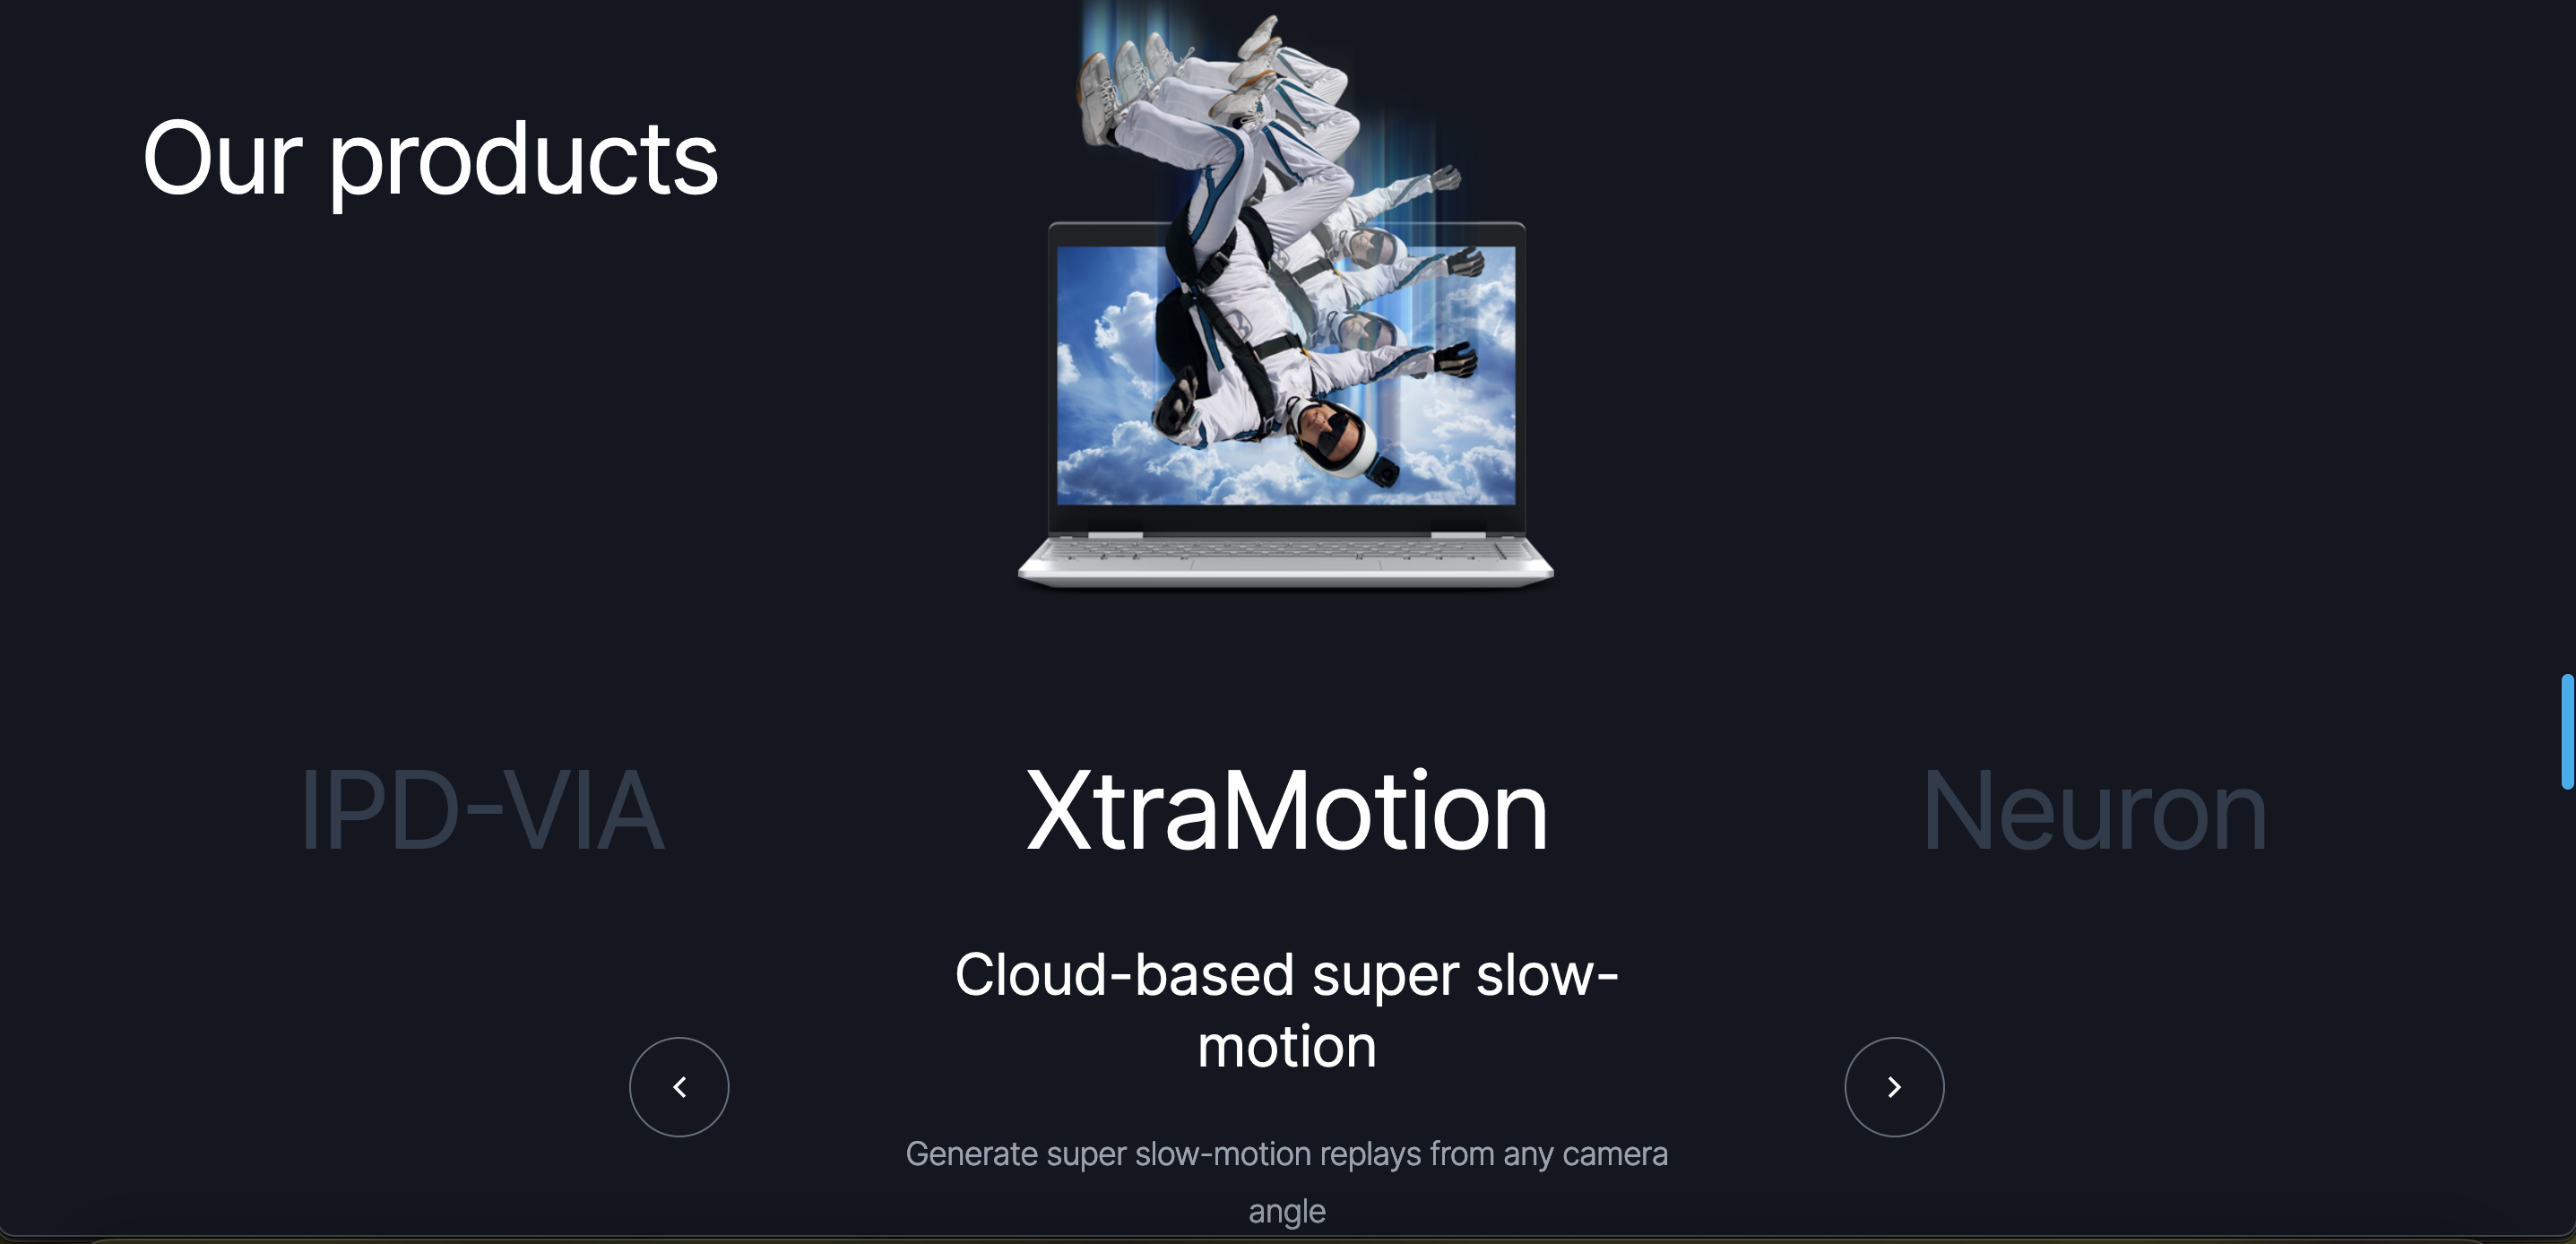 Our products
IPD-VIA
XtraMotion
Neuron
Cloud-based super slow-
motion
Generate super slow-motion replays from any camera
angle